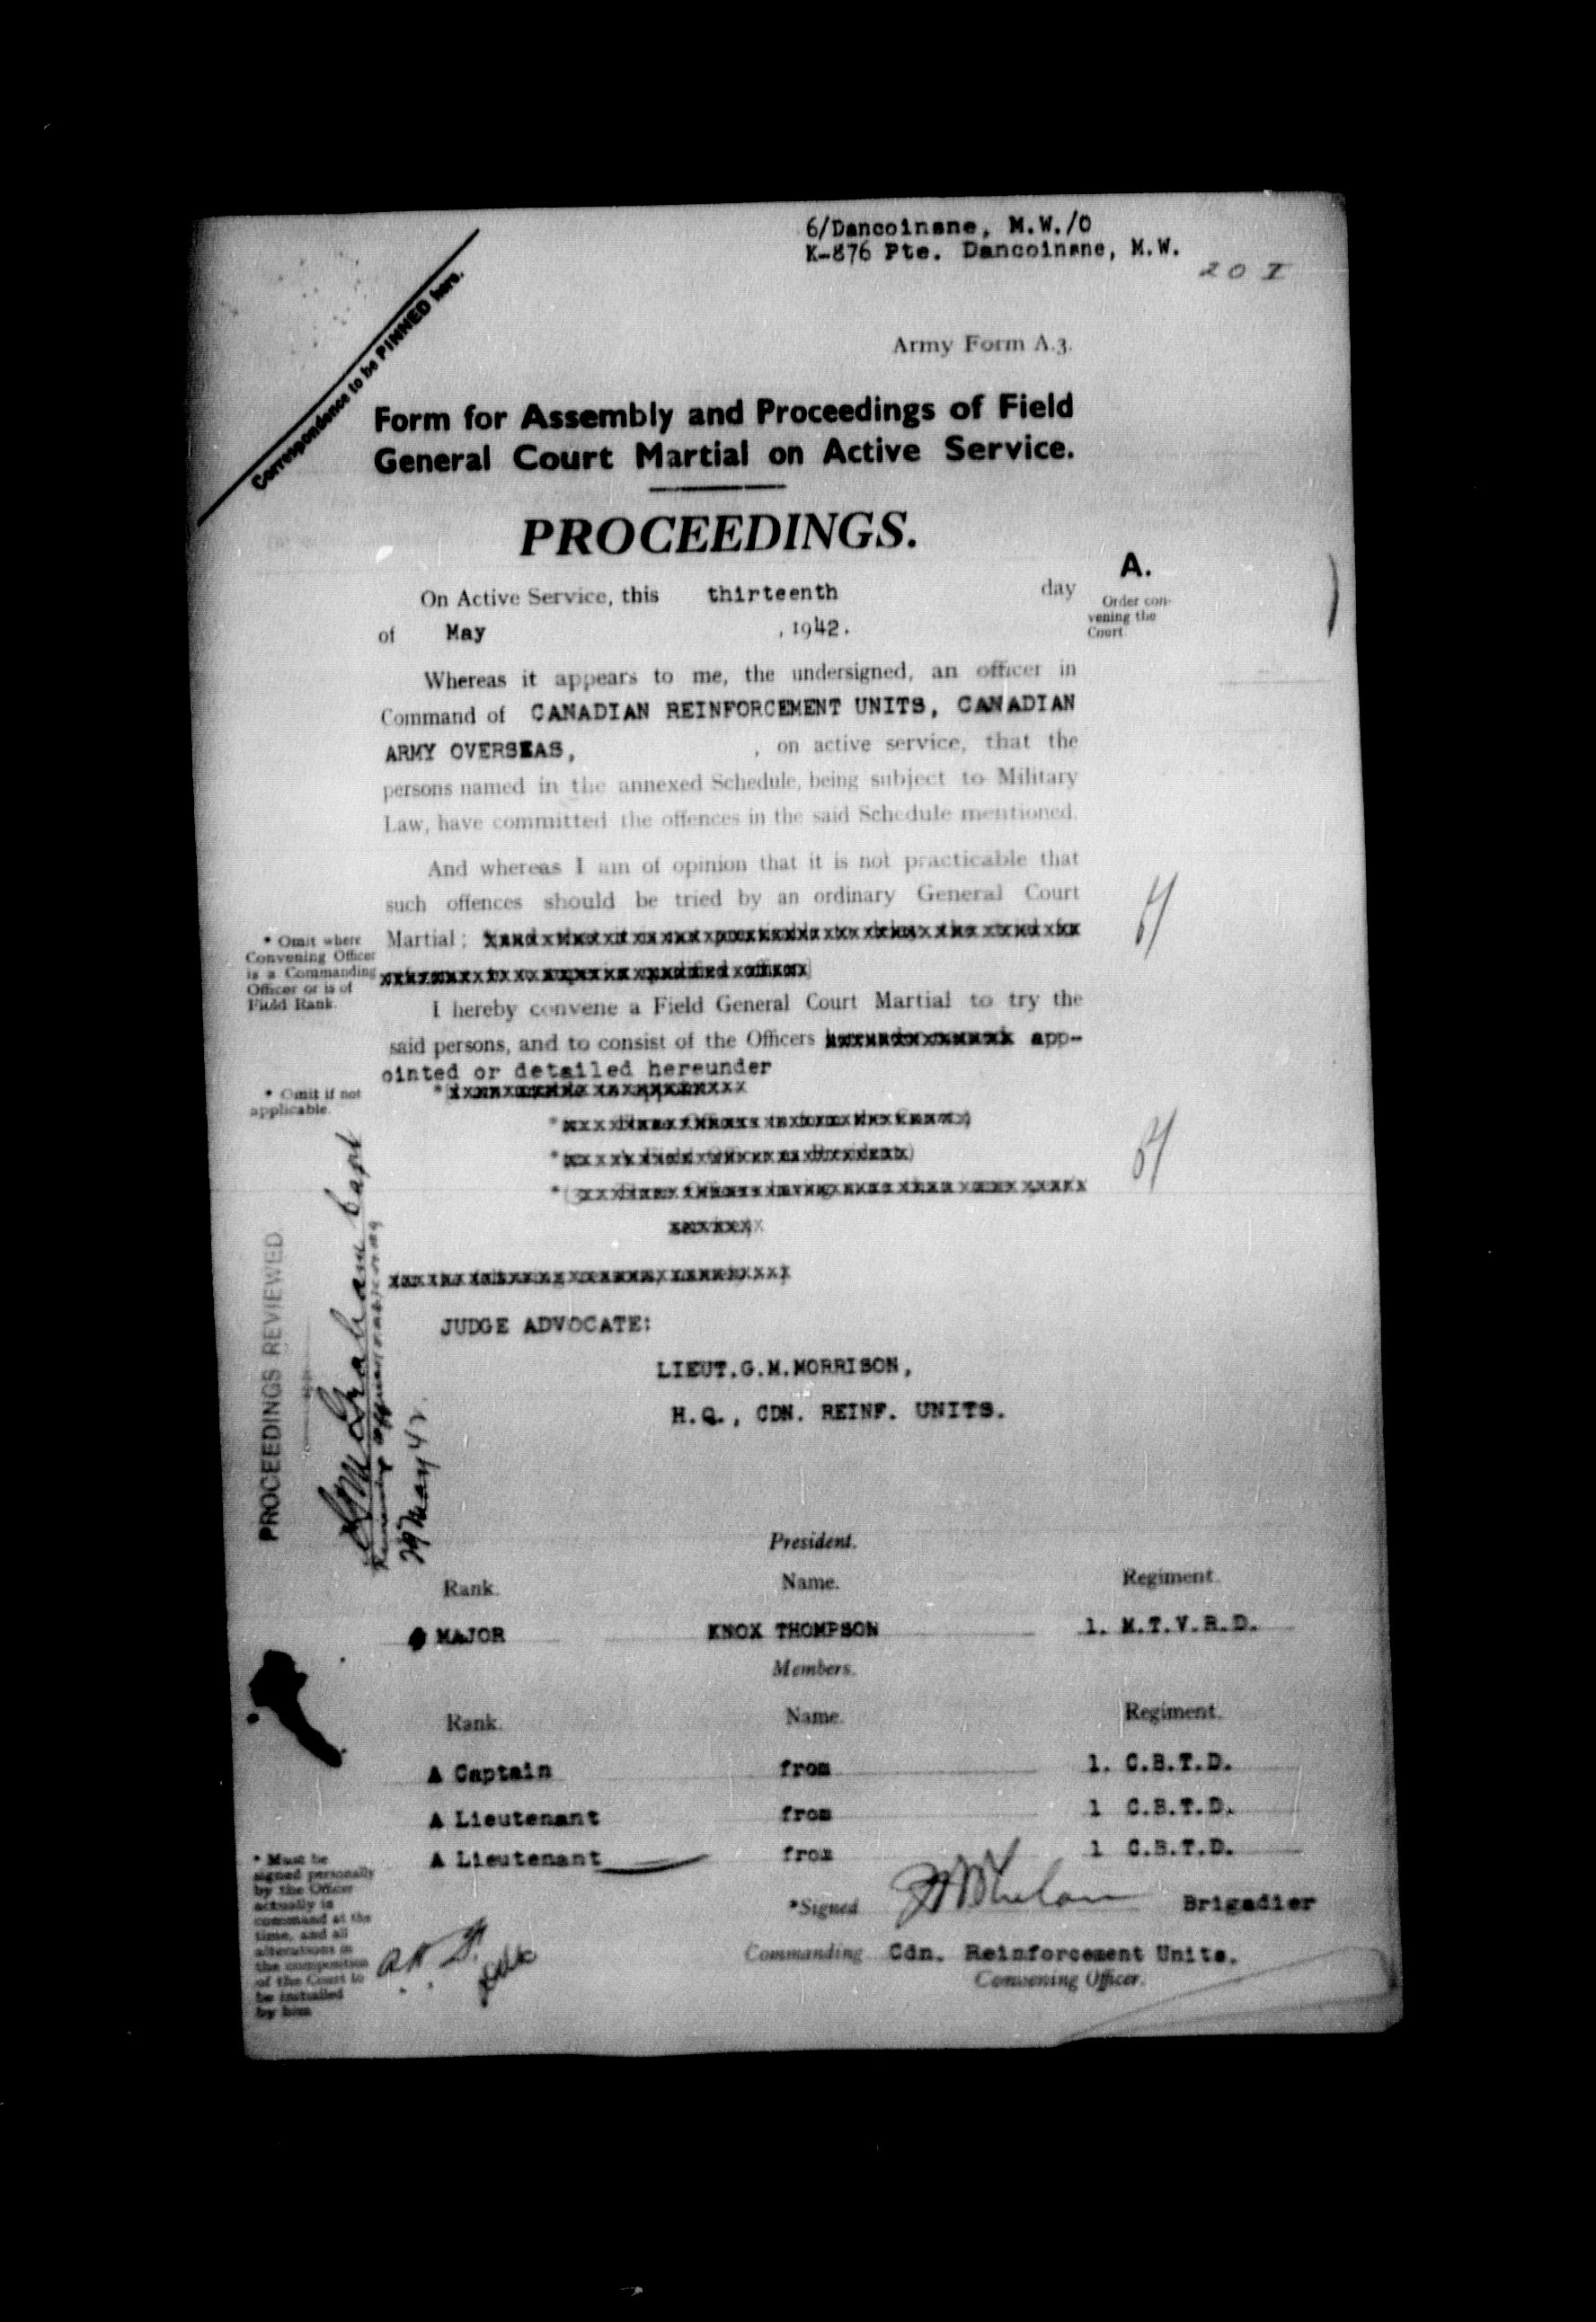 6/Dancoinsne, M.W./O
K-876 Pte. Dancoinsne, M.W.
20 I
Correspondence to be PINNED here.
Army Form A.3.
Form for Assembly and Proceedings of Field
General Court Martial on Active Service.
PROCEEDINGS.
A.
Order con-
vening the
Court
On Active Service, this thirteenth day
of May , 1942.
Whereas it appears to me, the undersigned, an officer in
Command of CANADIAN REINFORCEMENT UNITS, CANADIAN
ARMY OVERSEAS, , on active service, that the
persons named in the annexed Schedule, being subject to Military
Law, have committed the offences in the said Schedule mentioned.
And whereas I am of opinion that it is not practicable that
such offences should be tried by an ordinary General Court
Martial;
* Omit where
Convening Officer
is a Commanding
Officer or is of
Field Rank.
I hereby convene a Field General Court Martial to try the
said persons, and to consist of the Officers app-
ointed or detailed hereunder
* Omit if not
applicable.
JUDGE ADVOCATE:
LIEUT.G.M.MORRISON,
H.Q., CDN. REINF. UNITS.
PROCEEDINGS REVIEWED
Graham Capt
29 May 42
President.
Rank. Name. Regiment.
MAJOR KNOX THOMPSON 1. M.T.V.R.D.
Members.
Rank. Name. Regiment.
A Captain from 1. C.B.T.D.
A Lieutenant from 1 C.B.T.D.
A Lieutenant from 1 C.B.T.D.
* Must be
signed personally
by the Officer
actually in
command at the
time, and all
alterations in
the composition
of the Court to
be initialled
by him
*Signed Brigadier
Commanding Cdn. Reinforcement Units.
Convening Officer.